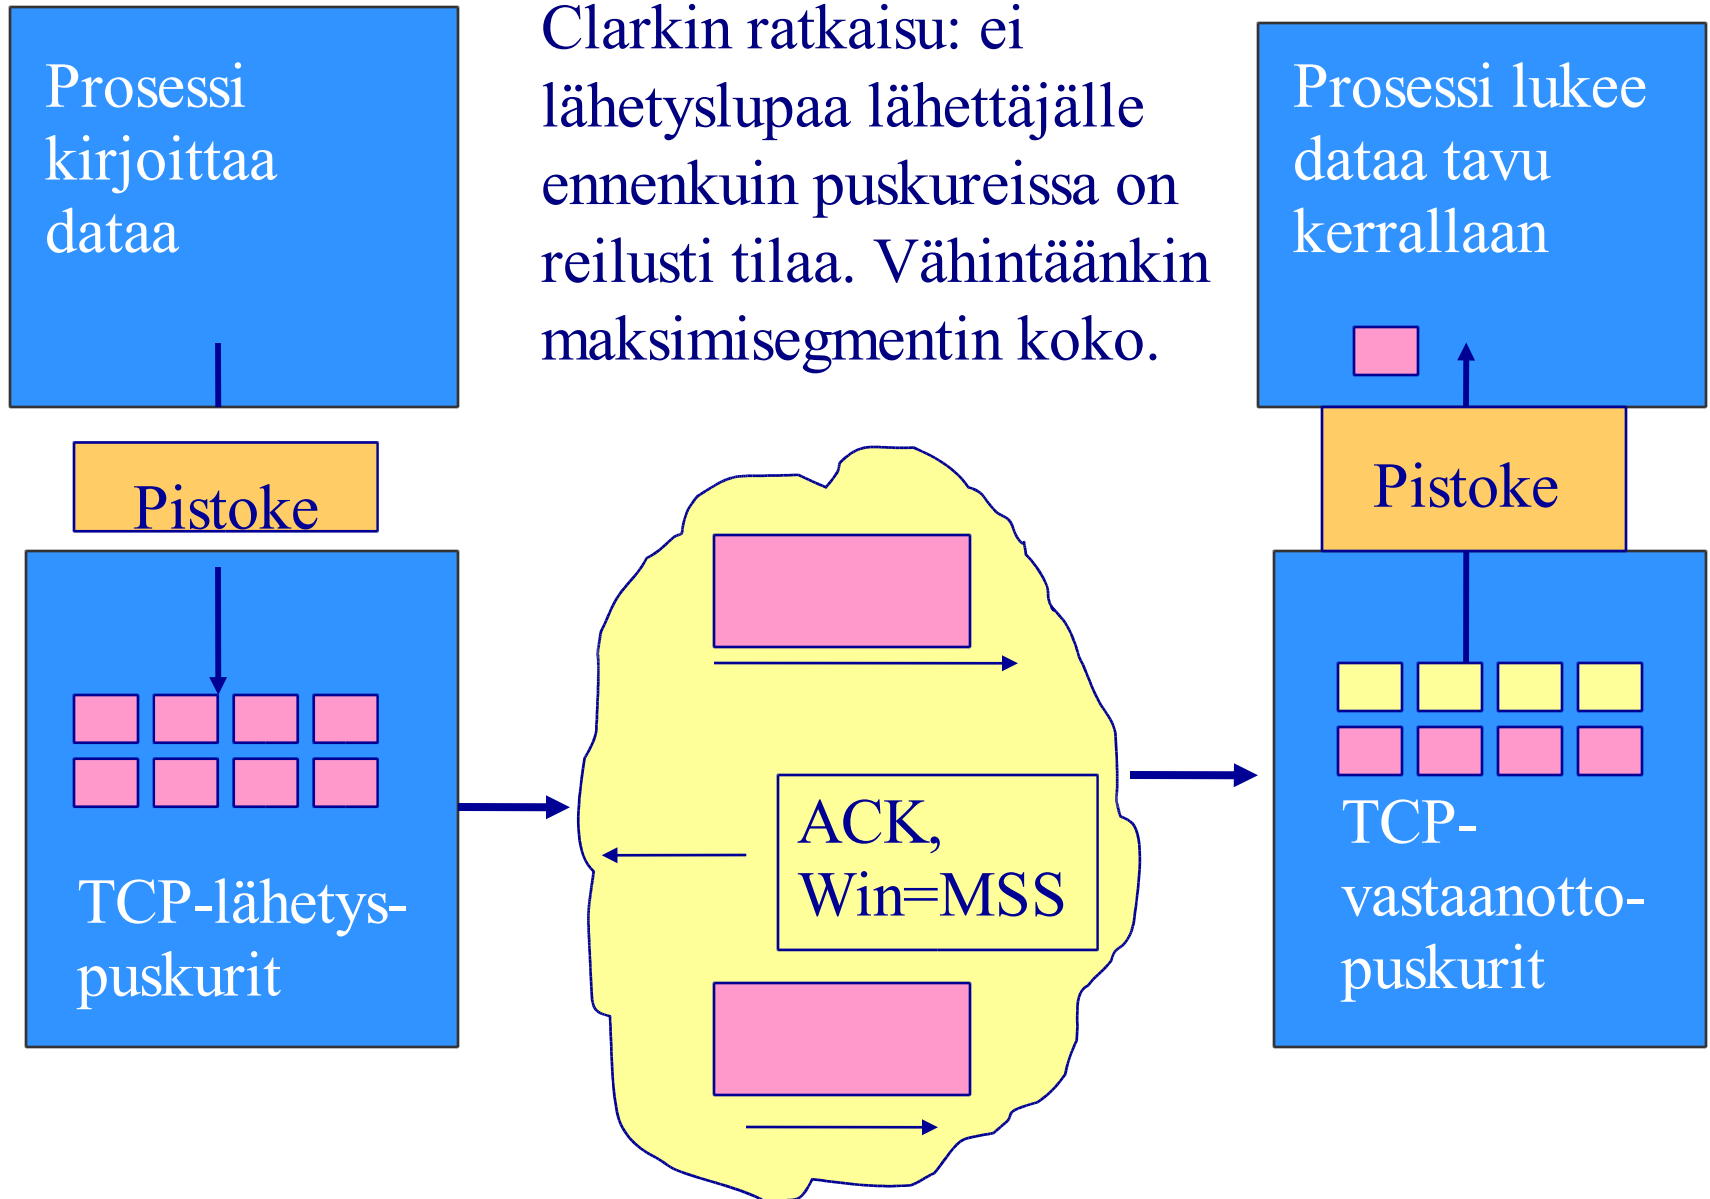 Prosessi
kirjoittaa
dataa
Clarkin ratkaisu: ei
lähetyslupaa lähettäjälle
ennenkuin puskureissa on
reilusti tilaa. Vähintäänkin
maksimisegmentin koko.
Prosessi lukee
dataa tavu
kerrallaan
Pistoke
Pistoke
ACK,
Win=MSS
TCP-lähetys-
puskurit
TCP-
vastaanotto-
puskurit